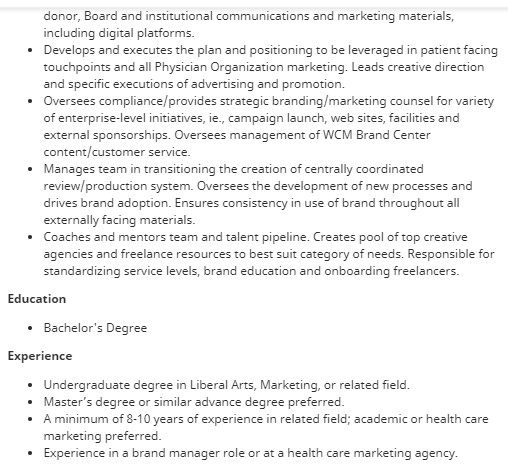 donor, Board and institutional communications and marketing materials,
including digital platforms.
• Develops and executes the plan and positioning to be leveraged in patient facing
touchpoints and all Physician Organization marketing. Leads creative direction
and specific executions of advertising and promotion.
• Oversees compliance/provides strategic branding/marketing counsel for variety
of enterprise-level initiatives, ie., campaign launch, web sites, facilities and
external sponsorships. Oversees management of WCM Brand Center
content/customer service.
• Manages team in transitioning the creation of centrally coordinated
review/production system. Oversees the development of new processes and
drives brand adoption. Ensures consistency in use of brand throughout all
externally facing materials.
• Coaches and mentors team and talent pipeline. Creates pool of top creative
agencies and freelance resources to best suit category of needs. Responsible for
standardizing service levels, brand education and onboarding freelancers.
Education
• Bachelor's Degree
Experience
• Undergraduate degree in Liberal Arts, Marketing, or related field.
• Master's degree or similar advance degree preferred.
• A minimum of 8-10 years of experience in related field; academic or health care
marketing preferred.
• Experience in a brand manager role or at a health care marketing agency.